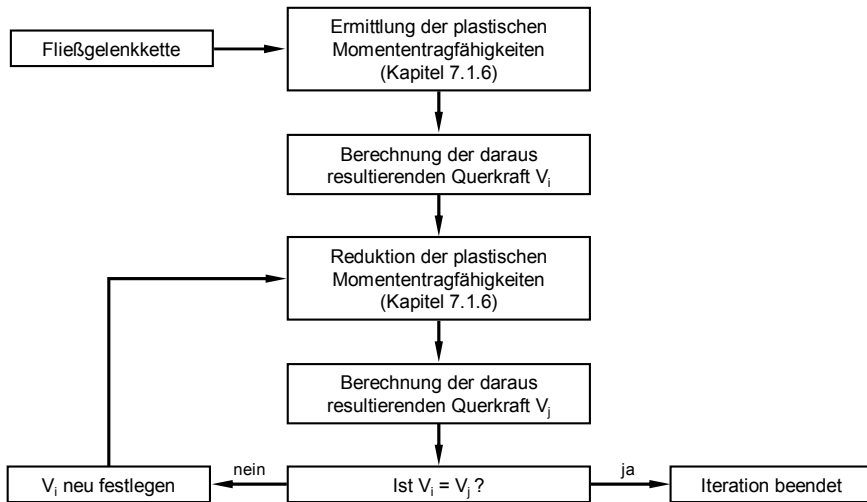 Fließgelenkkette
Ermittlung der plastischen
Momententragfähigkeiten
(Kapitel 7.1.6)
Berechnung der daraus
resultierenden Querkraft Vi
Reduktion der plastischen
Momententragfähigkeiten
(Kapitel 7.1.6)
Berechnung der daraus
resultierenden Querkraft Vj
Vi neu festlegen
nein
Ist Vi = Vj ?
ja
Iteration beendet